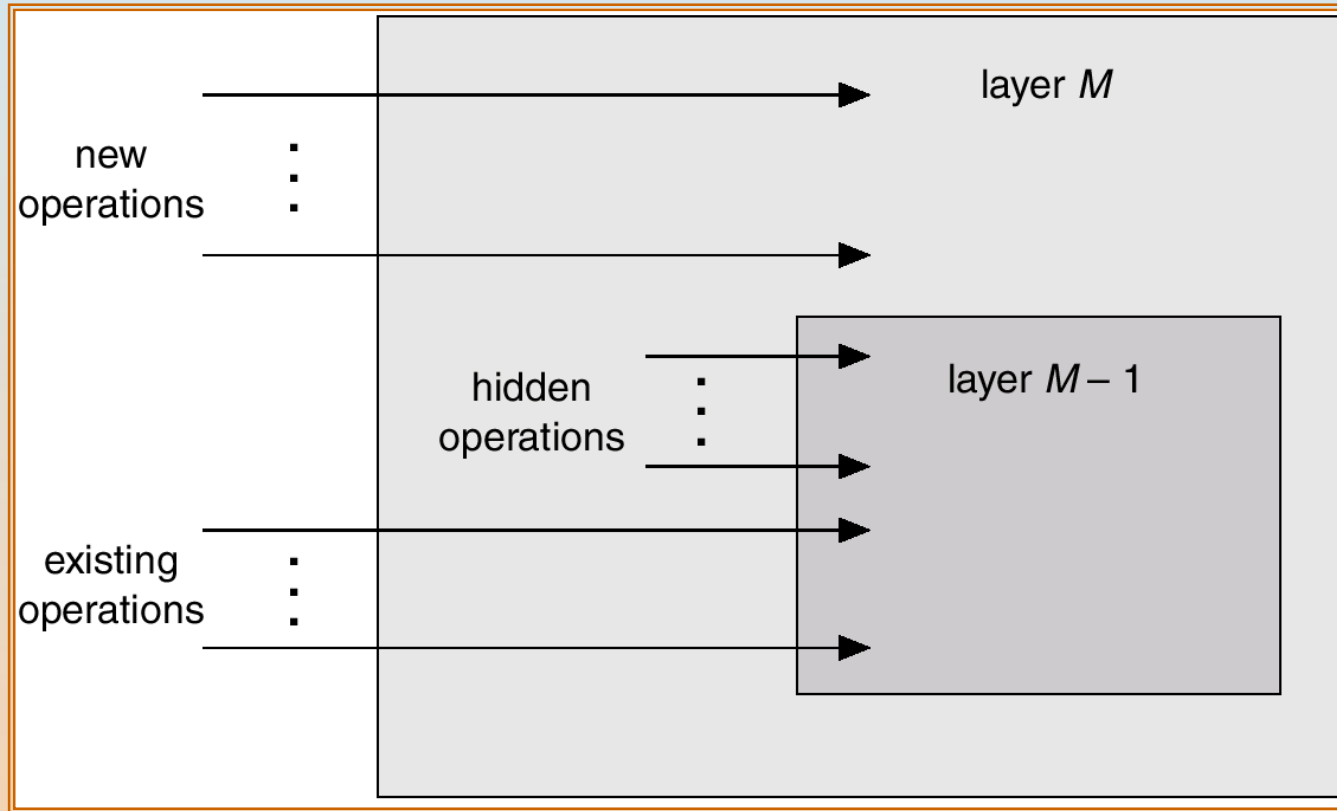 layer M
new
operations
hidden
operations
layer M – 1
existing
operations